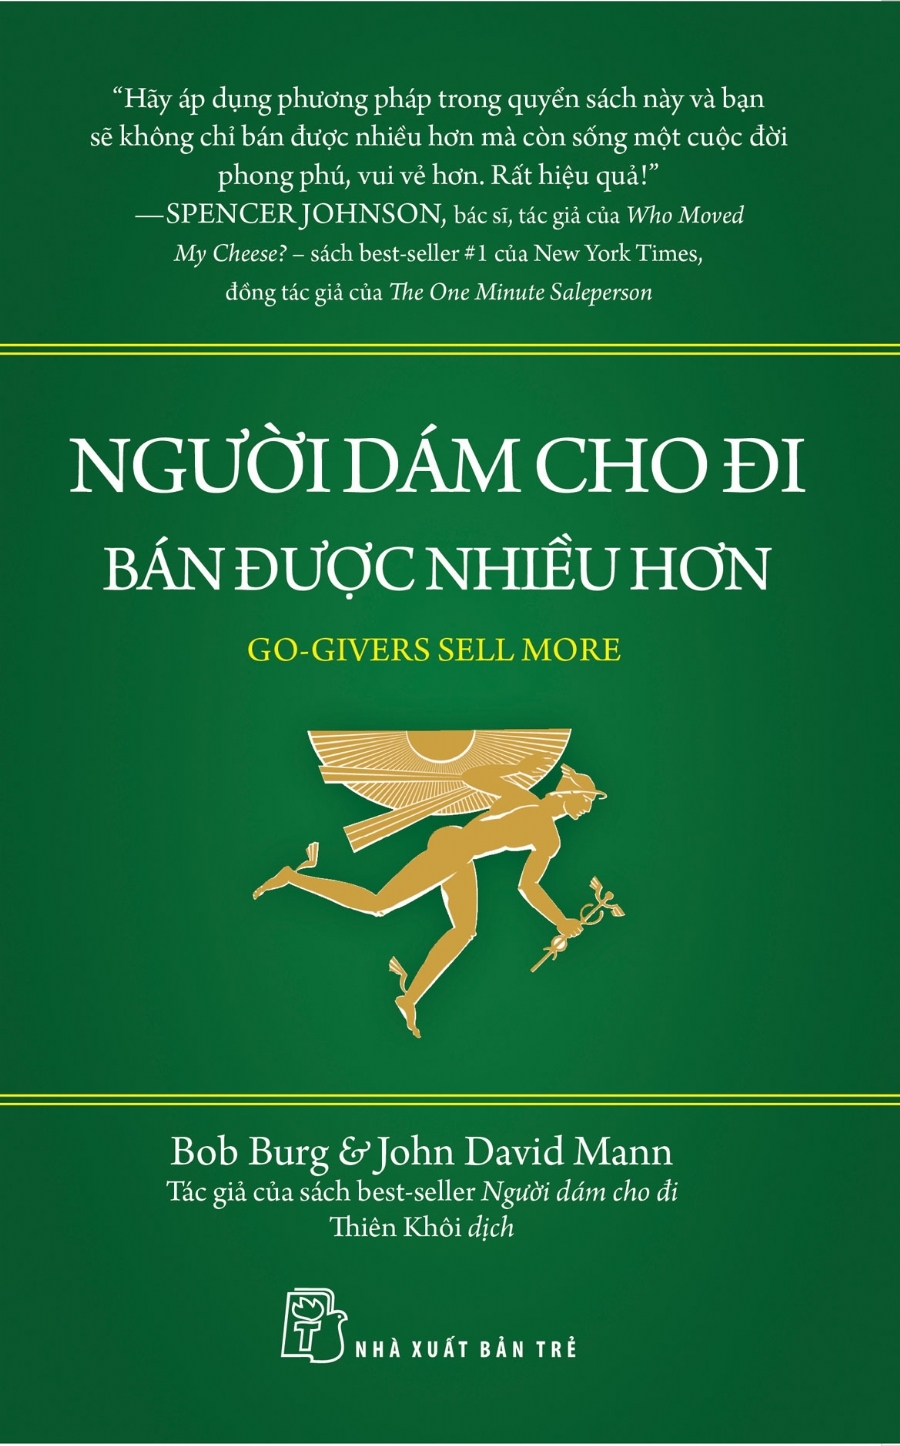 “Hãy áp dụng phương pháp trong quyển sách này và bạn
sẽ không chỉ bán được nhiều hơn mà còn sống một cuộc đời
phong phú, vui vẻ hơn. Rất hiệu quả!”
—SPENCER JOHNSON, bác sĩ, tác giả của Who Moved
My Cheese? – sách best-seller #1 của New York Times,
đồng tác giả của The One Minute Saleperson
NGƯỜI DÁM CHO ĐI
BÁN ĐƯỢC NHIỀU HƠN
GO-GIVERS SELL MORE
Bob Burg & John David Mann
Tác giả của sách best-seller Người dám cho đi
Thiên Khôi dịch
T
NHÀ XUẤT BẢN TRẺ